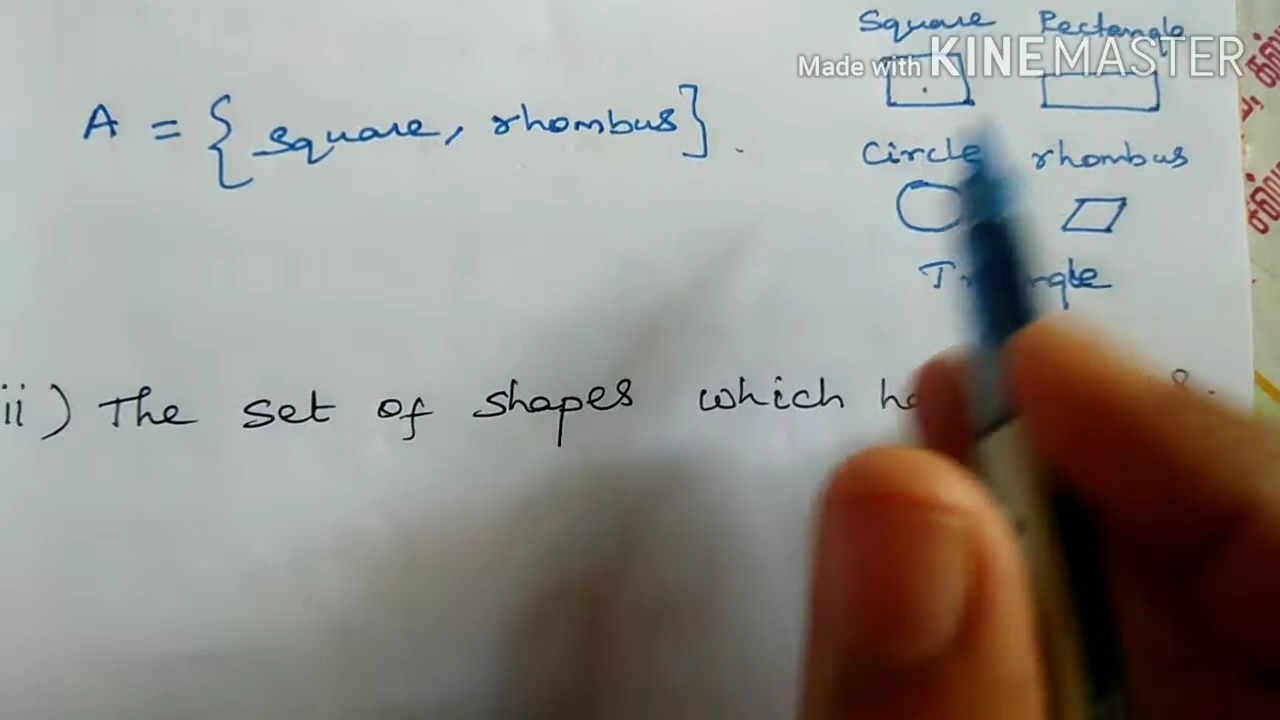 Square Rectangle
Made with KINEMASTER
A = { square, rhombus } .
Circle rhombus
ii) The set of shapes which